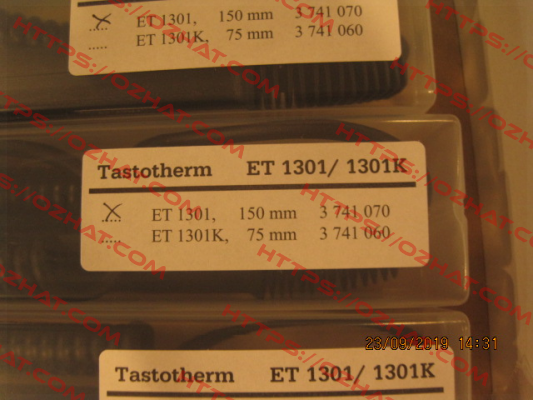 ..... ET 1301, 150 mm 3 741 070
..... ET 1301K, 75 mm 3 741 060
Tastotherm ET 1301/ 1301K
..... ET 1301, 150 mm 3 741 070
..... ET 1301K, 75 mm 3 741 060
23/09/2019 14:31
Tastotherm ET 1301/ 1301K
HTTPS://OZHAT.COM